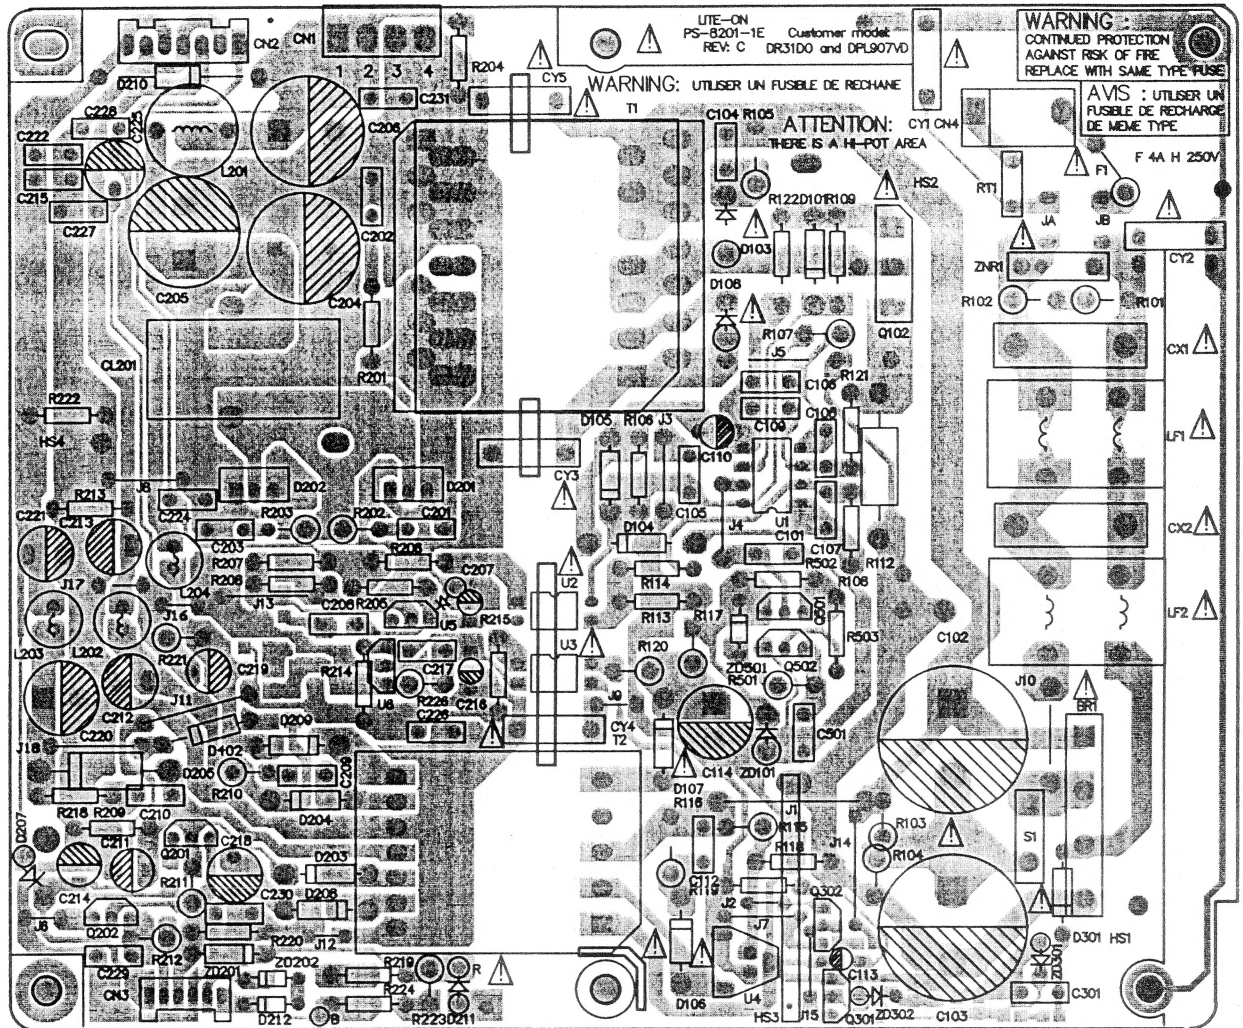 LITE-ON
PS-8201-1E Customer model:
REV: C DR31D0 and DPL907VD
WARNING :
CONTINUED PROTECTION
AGAINST RISK OF FIRE
REPLACE WITH SAME TYPE FUSE
AVIS : UTILISER UN
FUSIBLE DE RECHARGE
DE MEME TYPE
WARNING: UTILISER UN FUSIBLE DE RECHANE
ATTENTION:
THERE IS A HI-POT AREA
F 4A H 250V
CN2
CN1
1 2 3 4
R204
CY5
T1
D210
C231
C228
C225
C206
C222
L201
C215
C227
C202
C205
C204
C104 R105
CY1 CN4
HS2
RT1
F1
JA
JB
CY2
R122 D101 R109
D103
D108
ZNR1
R102
R101
R107
Q102
J5
CX1
CL201
R201
R121
R222
HS4
D105 R106 J3
C110
C109
LF1
CY3
D202
D201
R213
C224
R203
R202
C201
C221
C213
C203
D104
C105
J4
U1
C101
C107
CX2
R207
R206
C207
U2
R502
R108
R112
R208
R205
J17
L204
J13
J16
R114
R113
R117
Q501
U5
R215
U3
R503
C102
LF2
L203
L202
R221
C219
R214
C217
R120
ZD501
Q502
R501
J11
C212
U6
R226
C216
J9
J10
BR1
C220
D209
C226
CY4
T2
C501
J18
D402
C209
C114
ZD101
D205
R210
D107
R116
J1
R218
R209
C210
D204
D207
C211
Q201
C218
R115
J14
R103
R118
R104
S1
D203
R211
C112
C214
C230
D208
J2
Q302
J6
Q202
R220
J12
J7
R212
C229
ZD201
ZD202
R219
R
C113
D301
HS1
ZD301
CN3
R224
D106
U4
C301
D212
B
R223
D211
HS3
J15
Q301
ZD302
C103